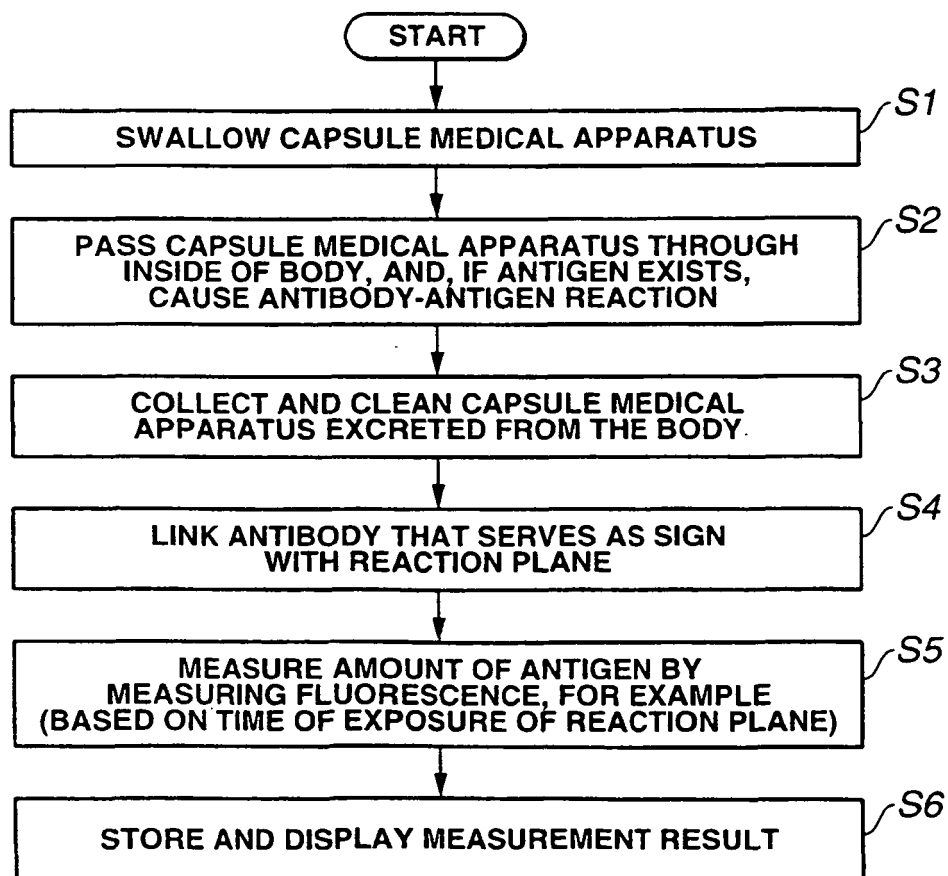 START
S1
SWALLOW CAPSULE MEDICAL APPARATUS
S2
PASS CAPSULE MEDICAL APPARATUS THROUGH
INSIDE OF BODY, AND, IF ANTIGEN EXISTS,
CAUSE ANTIBODY-ANTIGEN REACTION
S3
COLLECT AND CLEAN CAPSULE MEDICAL
APPARATUS EXCRETED FROM THE BODY
S4
LINK ANTIBODY THAT SERVES AS SIGN
WITH REACTION PLANE
S5
MEASURE AMOUNT OF ANTIGEN BY
MEASURING FLUORESCENCE, FOR EXAMPLE
(BASED ON TIME OF EXPOSURE OF REACTION PLANE)
S6
STORE AND DISPLAY MEASUREMENT RESULT